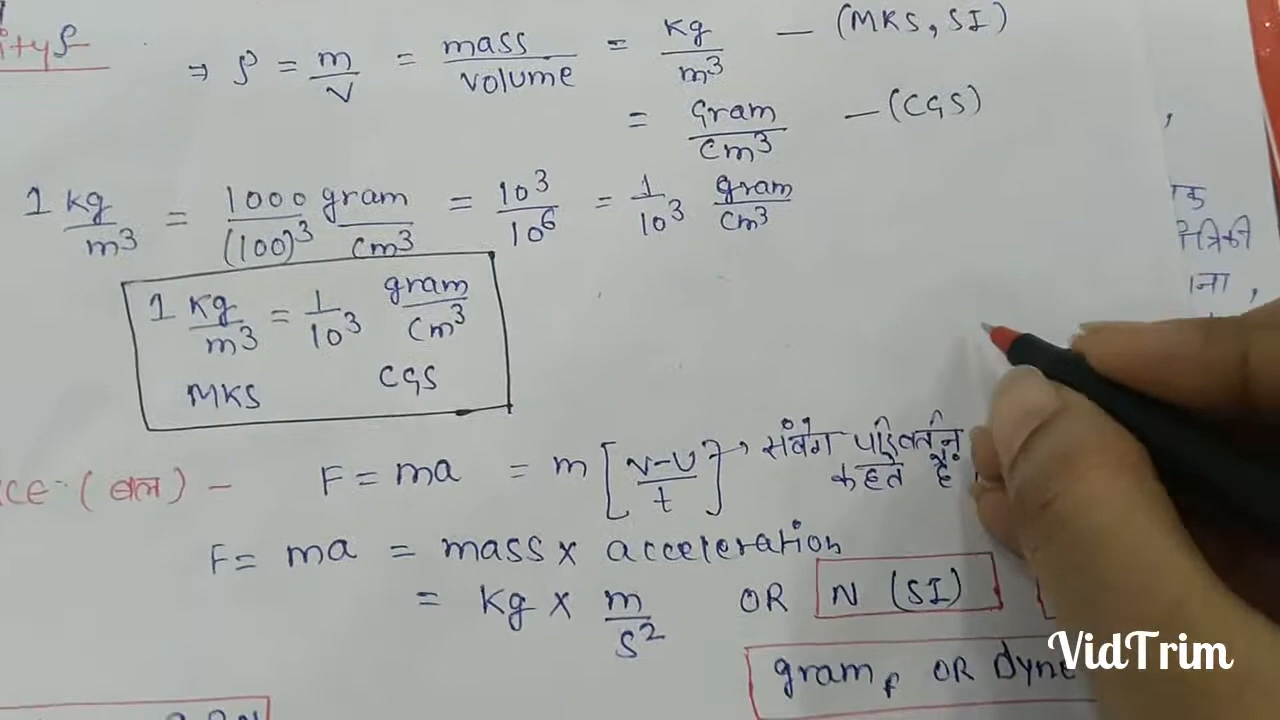 ity ρ
⇒ ρ = m/V = mass/volume = kg/m³ — (MKS, SI)
= Gram/cm³ — (CGS)
1 kg/m³ = 1000 gram/(100)³ cm³ = 10³/10⁶ = 1/10³ gram/cm³
1 kg/m³ = 1/10³ gram/cm³
MKS CGS
ce (बल) – F = ma = m [v-u/t] , संवेग परिवर्तन
कहते हैं
F = ma = mass × acceleration
= kg × m/s² OR N (SI)
gram f OR Dyne
VidTrim